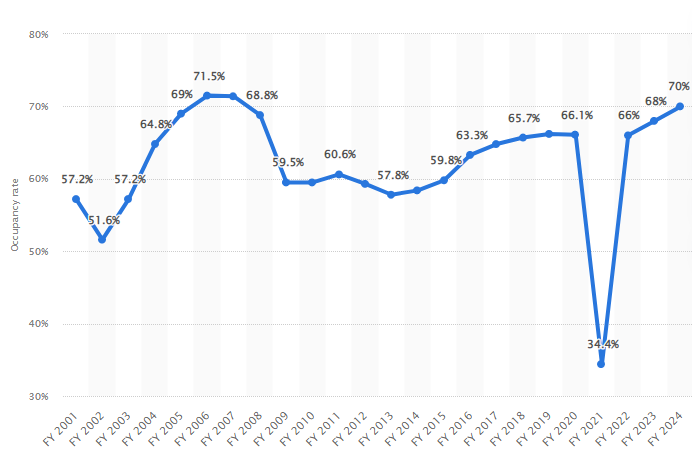 80%
70%
60%
50%
40%
30%
Occupancy rate
57.2%
51.6%
57.2%
64.8%
69%
71.5%
68.8%
59.5%
60.6%
57.8%
59.8%
63.3%
65.7%
66.1%
34.4%
66%
68%
70%
FY 2001
FY 2002
FY 2003
FY 2004
FY 2005
FY 2006
FY 2007
FY 2008
FY 2009
FY 2010
FY 2011
FY 2012
FY 2013
FY 2014
FY 2015
FY 2016
FY 2017
FY 2018
FY 2019
FY 2020
FY 2021
FY 2022
FY 2023
FY 2024